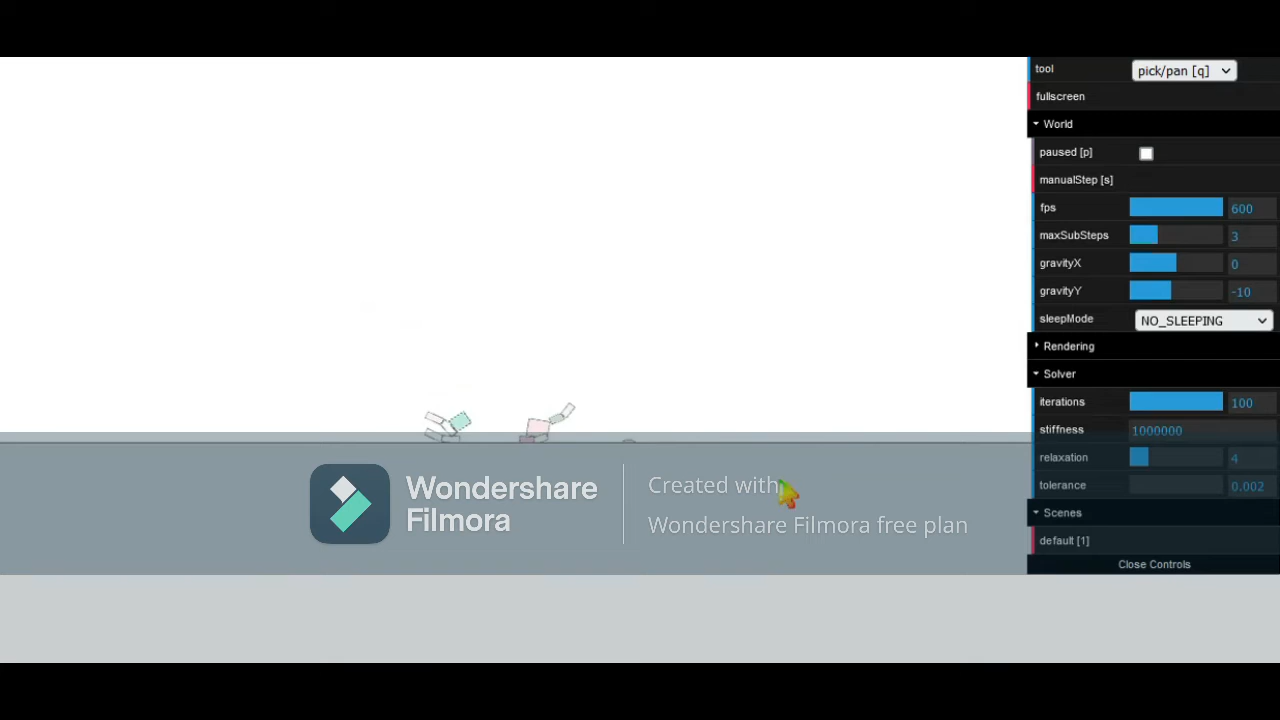 tool pick/pan [q]
fullscreen
World
paused [p]
manualStep [s]
fps 600
maxSubSteps 3
gravityX 0
gravityY -10
sleepMode NO_SLEEPING
Rendering
Solver
iterations 100
stiffness 1000000
relaxation 4
tolerance 0.002
Scenes
default [1]
Close Controls
Wondershare
Filmora
Created with
Wondershare Filmora free plan